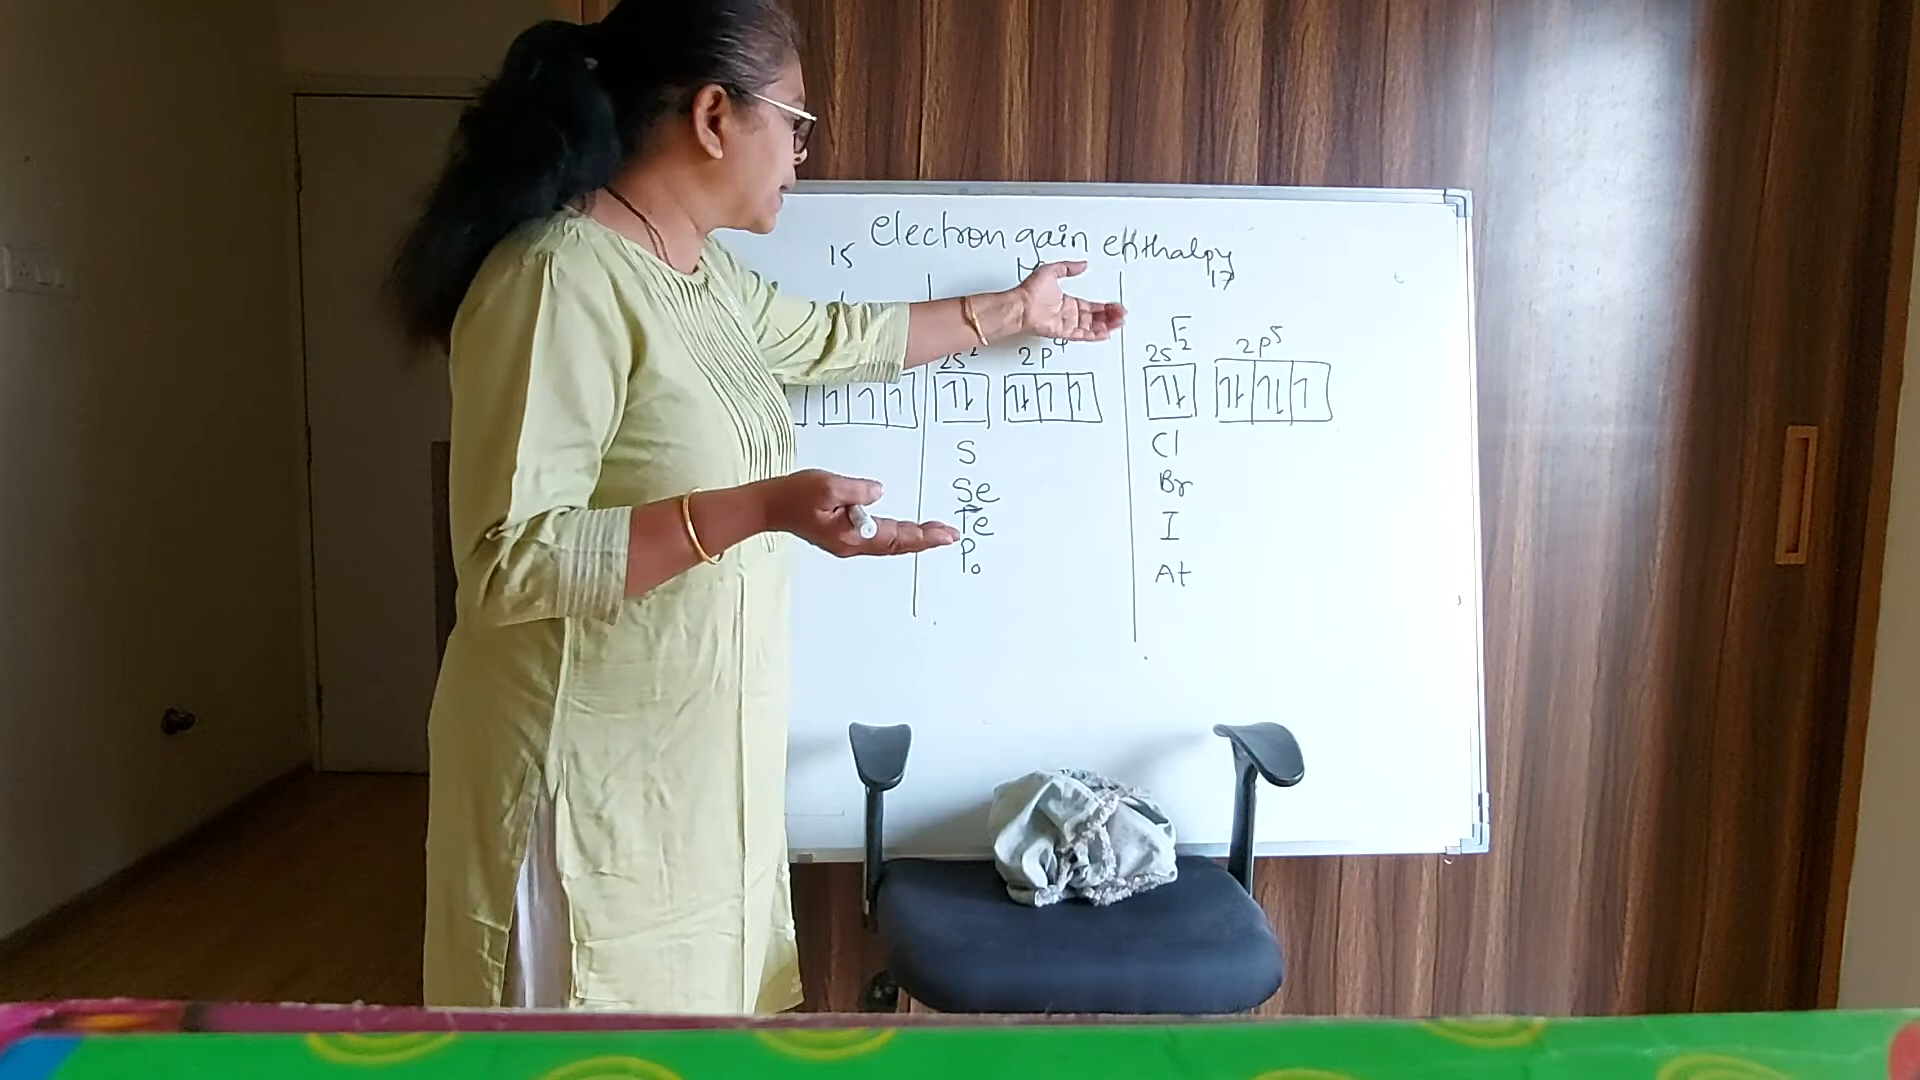 electron gain enthalpy
15
17
F
2s² 2p⁴
2s² 2p⁵
S
Se
Te
Po
Cl
Br
I
At